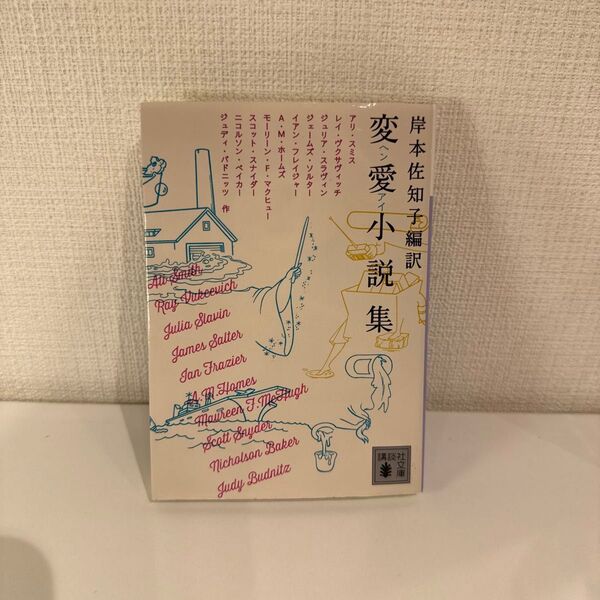 岸本佐知子 編訳
変愛小説集
ヘン
アイ
アリ・スミス
レイ・ヴクサヴィッチ
ジュリア・スラヴィン
ジェームズ・ソルター
イアン・フレイジャー
A・M・ホームズ
モーリーン・F・マクヒュー
スコット・スナイダー
ニコルソン・ベイカー
ジュディ・バドニッツ 作
Ali Smith
Ray Vukcevich
Julia Slavin
James Salter
Ian Frazier
A.M.Homes
Maureen F. McHugh
Scott Snyder
Nicholson Baker
Judy Budnitz
講談社文庫